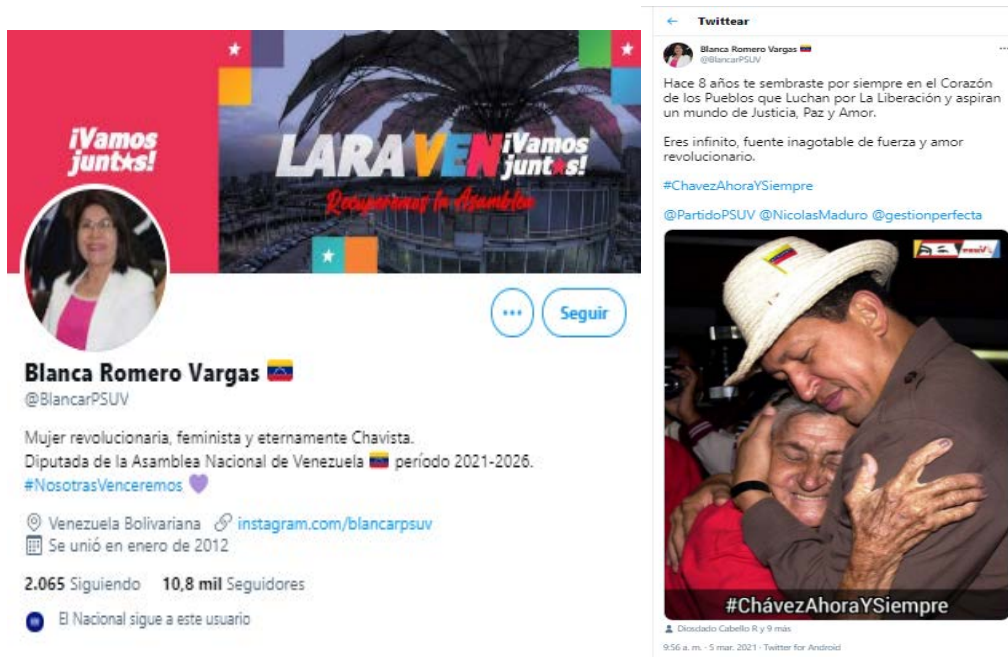 ¡Vamos
junt★s!
LARA VEN ¡Vamos
junt★s!
Recuperemos la Asamblea
Seguir
Blanca Romero Vargas
@BlancarPSUV
Mujer revolucionaria, feminista y eternamente Chavista.
Diputada de la Asamblea Nacional de Venezuela período 2021-2026.
#NosotrasVenceremos
Venezuela Bolivariana instagram.com/blancarpsuv
Se unió en enero de 2012
2.065 Siguiendo 10,8 mil Seguidores
El Nacional sigue a este usuario
Twittear
Blanca Romero Vargas
@BlancarPSUV
Hace 8 años te sembraste por siempre en el Corazón
de los Pueblos que Luchan por La Liberación y aspiran
un mundo de Justicia, Paz y Amor.
Eres infinito, fuente inagotable de fuerza y amor
revolucionario.
#ChavezAhoraYSiempre
@PartidoPSUV @NicolasMaduro @gestionperfecta
#ChávezAhoraYSiempre
Diosdado Cabello R y 9 más
9:56 a. m. · 5 mar. 2021 · Twitter for Android